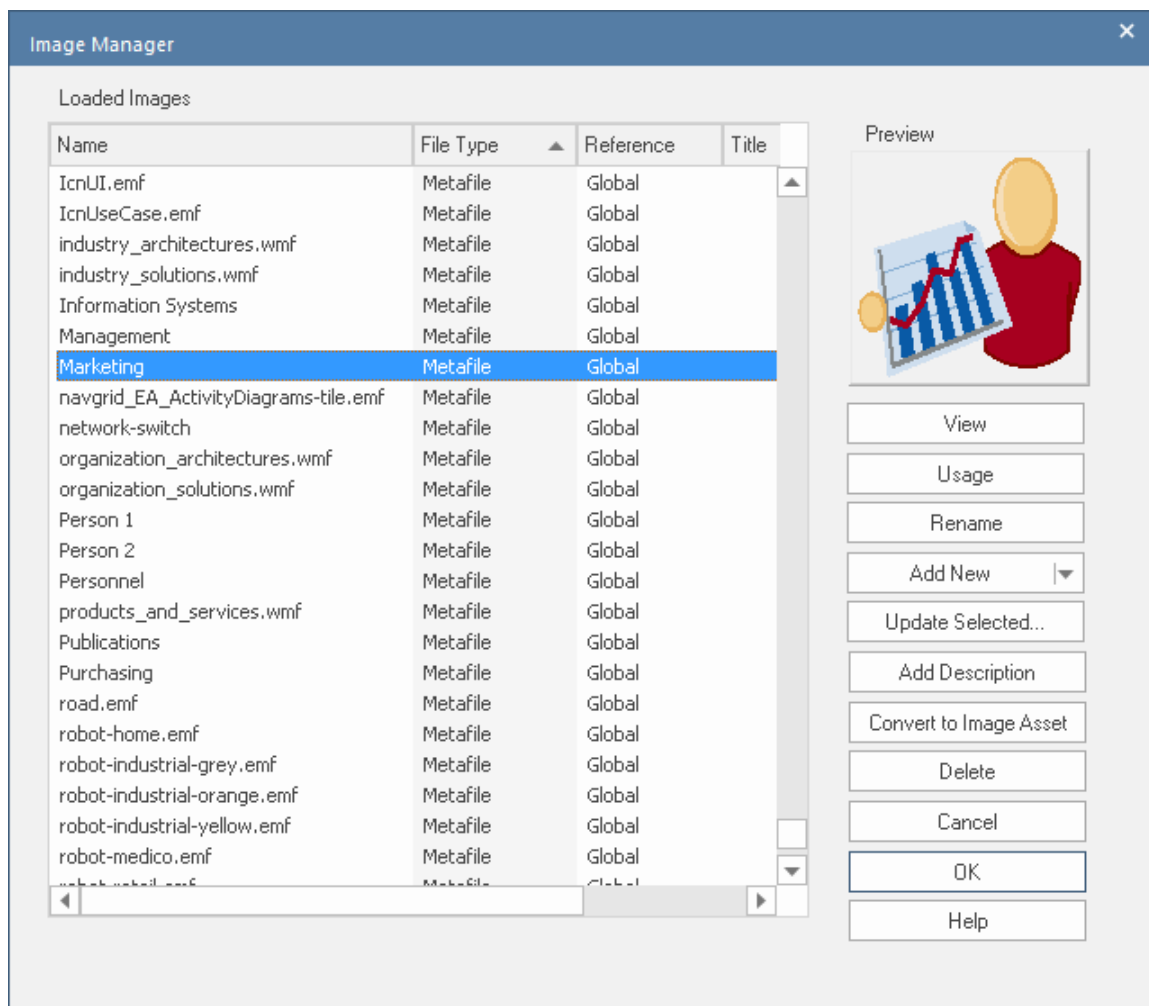 Image Manager
Loaded Images
Name File Type Reference Title
IcnUI.emf Metafile Global
IcnUseCase.emf Metafile Global
industry_architectures.wmf Metafile Global
industry_solutions.wmf Metafile Global
Information Systems Metafile Global
Management Metafile Global
Marketing Metafile Global
navgrid_EA_ActivityDiagrams-tile.emf Metafile Global
network-switch Metafile Global
organization_architectures.wmf Metafile Global
organization_solutions.wmf Metafile Global
Person 1 Metafile Global
Person 2 Metafile Global
Personnel Metafile Global
products_and_services.wmf Metafile Global
Publications Metafile Global
Purchasing Metafile Global
road.emf Metafile Global
robot-home.emf Metafile Global
robot-industrial-grey.emf Metafile Global
robot-industrial-orange.emf Metafile Global
robot-industrial-yellow.emf Metafile Global
robot-medico.emf Metafile Global
robot-retail.emf Metafile Global
Preview
View
Usage
Rename
Add New
Update Selected...
Add Description
Convert to Image Asset
Delete
Cancel
OK
Help